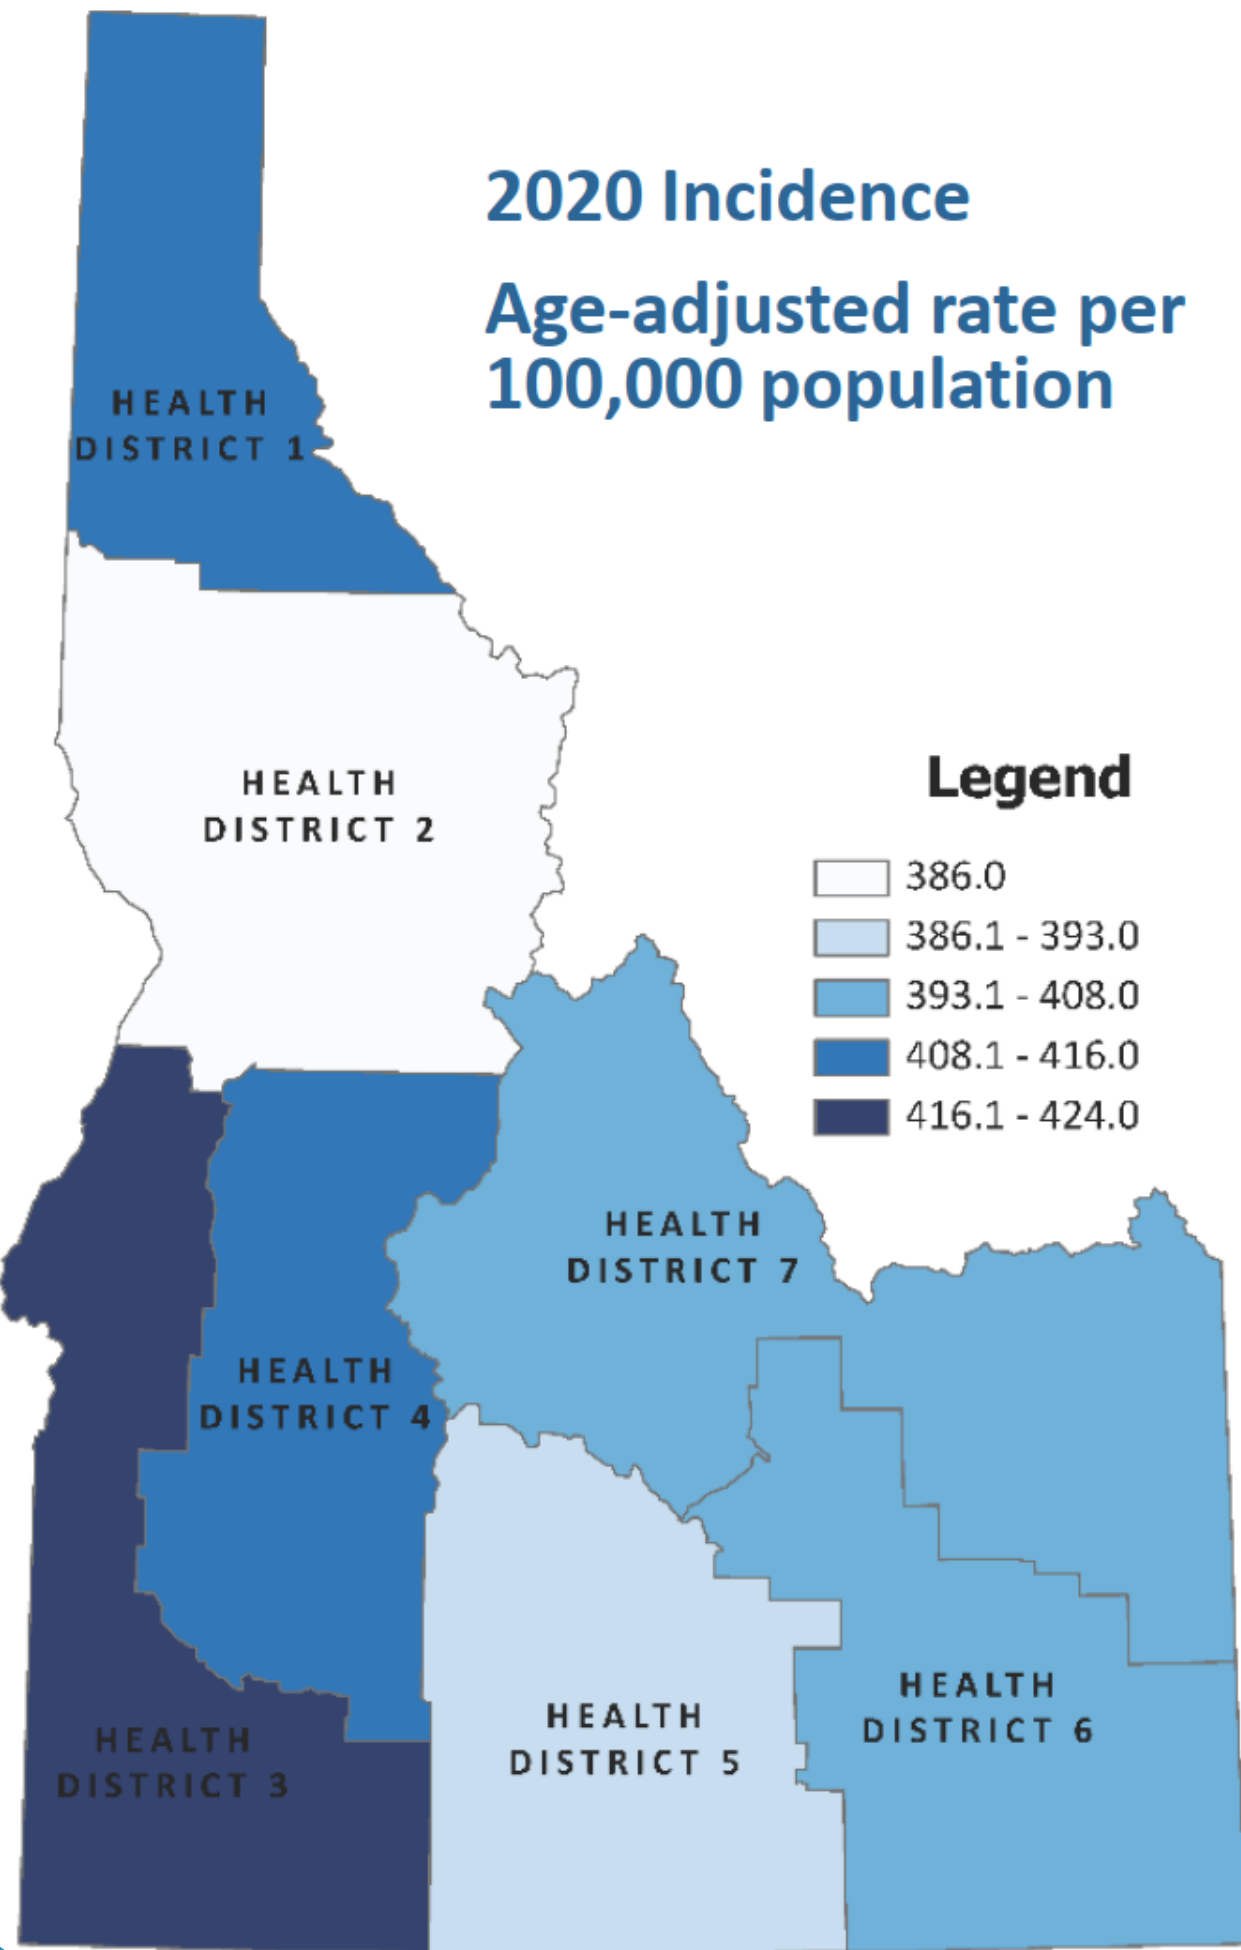 2020 Incidence
Age-adjusted rate per
100,000 population
HEALTH
DISTRICT 1
HEALTH
DISTRICT 2
Legend
386.0
386.1 - 393.0
393.1 - 408.0
408.1 - 416.0
416.1 - 424.0
HEALTH
DISTRICT 7
HEALTH
DISTRICT 4
HEALTH
DISTRICT 6
HEALTH
DISTRICT 5
HEALTH
DISTRICT 3